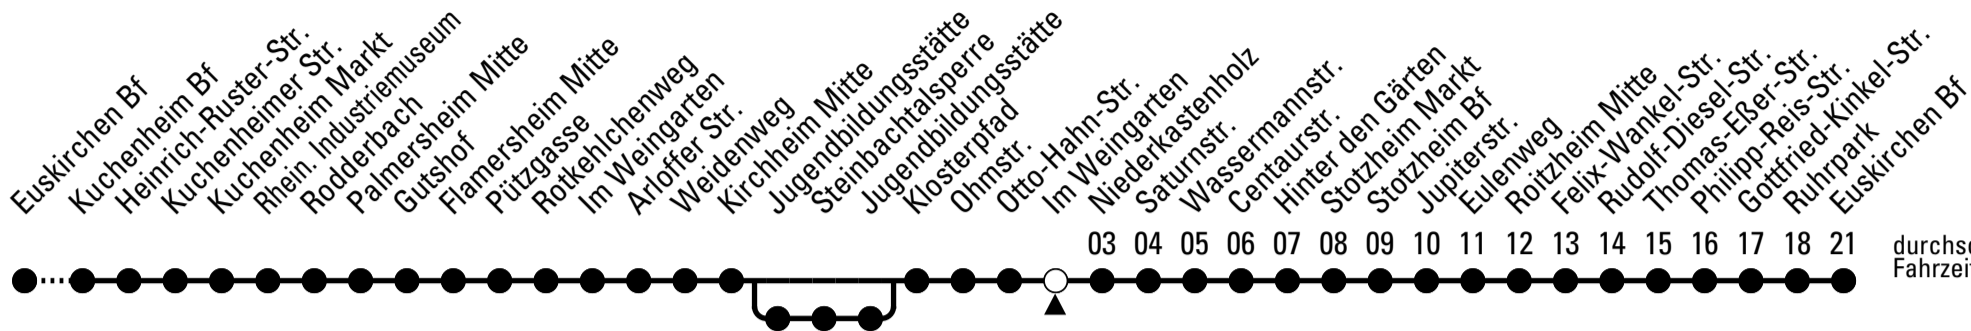 Euskirchen Bf
Kuchenheim Bf
Heinrich-Ruster-Str.
Kuchenheimer Str.
Kuchenheim Markt
Rhein. Industriemuseum
Rodderbach
Palmersheim Mitte
Gutshof
Flamersheim Mitte
Pützgasse
Rotkehlchenweg
Im Weingarten
Arloffer Str.
Weidenweg
Kirchheim Mitte
Jugendbildungsstätte
Steinbachtalsperre
Jugendbildungsstätte
Klosterpfad
Ohmstr.
Otto-Hahn-Str.
Im Weingarten
Niederkastenholz
Saturnstr.
Wassermannstr.
Centaurstr.
Hinter den Gärten
Stotzheim Markt
Stotzheim Bf
Jupiterstr.
Eulenweg
Roitzheim Mitte
Felix-Wankel-Str.
Rudolf-Diesel-Str.
Thomas-Eßer-Str.
Philipp-Reis-Str.
Gottfried-Kinkel-Str.
Ruhrpark
Euskirchen Bf
03 04 05 06 07 08 09 10 11 12 13 14 15 16 17 18 21
durchsc
Fahrzeit